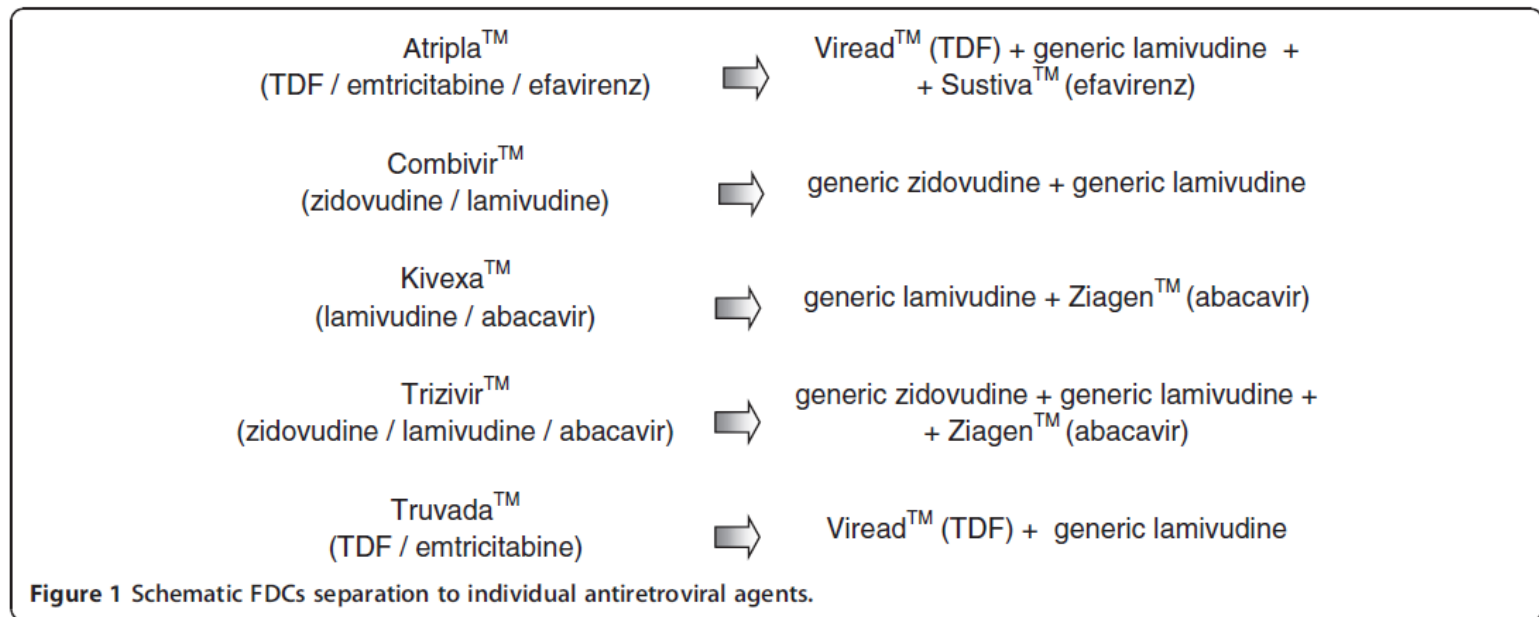 Atripla™
(TDF / emtricitabine / efavirenz)
Viread™ (TDF) + generic lamivudine +
+ Sustiva™ (efavirenz)
Combivir™
(zidovudine / lamivudine)
generic zidovudine + generic lamivudine
Kivexa™
(lamivudine / abacavir)
generic lamivudine + Ziagen™ (abacavir)
Trizivir™
(zidovudine / lamivudine / abacavir)
generic zidovudine + generic lamivudine +
+ Ziagen™ (abacavir)
Truvada™
(TDF / emtricitabine)
Viread™ (TDF) + generic lamivudine
Figure 1 Schematic FDCs separation to individual antiretroviral agents.